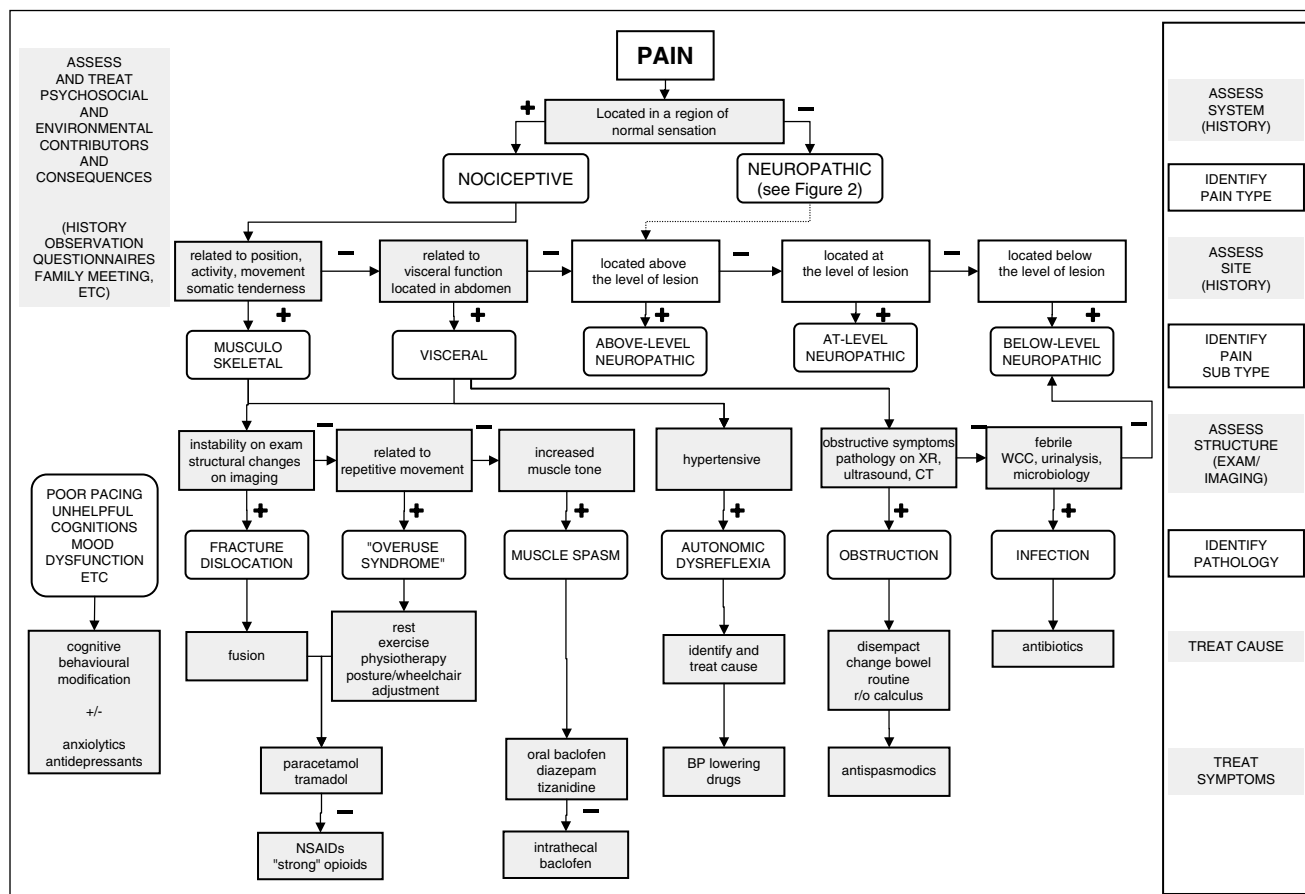 ASSESS
AND TREAT
PSYCHOSOCIAL
AND
ENVIRONMENTAL
CONTRIBUTORS
AND
CONSEQUENCES
(HISTORY
OBSERVATION
QUESTIONNAIRES
FAMILY MEETING,
ETC)
PAIN
+
−
Located in a region of
normal sensation
NOCICEPTIVE
NEUROPATHIC
(see Figure 2)
related to position,
activity, movement
somatic tenderness
−
related to
visceral function
located in abdomen
−
located above
the level of lesion
−
located at
the level of lesion
−
located below
the level of lesion
+
+
+
+
+
MUSCULO
SKELETAL
VISCERAL
ABOVE-LEVEL
NEUROPATHIC
AT-LEVEL
NEUROPATHIC
BELOW-LEVEL
NEUROPATHIC
instability on exam
structural changes
on imaging
−
related to
repetitive movement
−
increased
muscle tone
hypertensive
obstructive symptoms
pathology on XR,
ultrasound, CT
−
febrile
WCC, urinalysis,
microbiology
−
+
+
+
+
+
+
POOR PACING
UNHELPFUL
COGNITIONS
MOOD
DYSFUNCTION
ETC
FRACTURE
DISLOCATION
"OVERUSE
SYNDROME"
MUSCLE SPASM
AUTONOMIC
DYSREFLEXIA
OBSTRUCTION
INFECTION
cognitive
behavioural
modification
+/-
anxiolytics
antidepressants
fusion
rest
exercise
physiotherapy
posture/wheelchair
adjustment
identify and
treat cause
disempact
change bowel
routine
r/o calculus
antibiotics
paracetamol
tramadol
−
NSAIDs
"strong" opioids
oral baclofen
diazepam
tizanidine
−
intrathecal
baclofen
BP lowering
drugs
antispasmodics
ASSESS
SYSTEM
(HISTORY)
IDENTIFY
PAIN TYPE
ASSESS
SITE
(HISTORY)
IDENTIFY
PAIN
SUB TYPE
ASSESS
STRUCTURE
(EXAM/
IMAGING)
IDENTIFY
PATHOLOGY
TREAT CAUSE
TREAT
SYMPTOMS